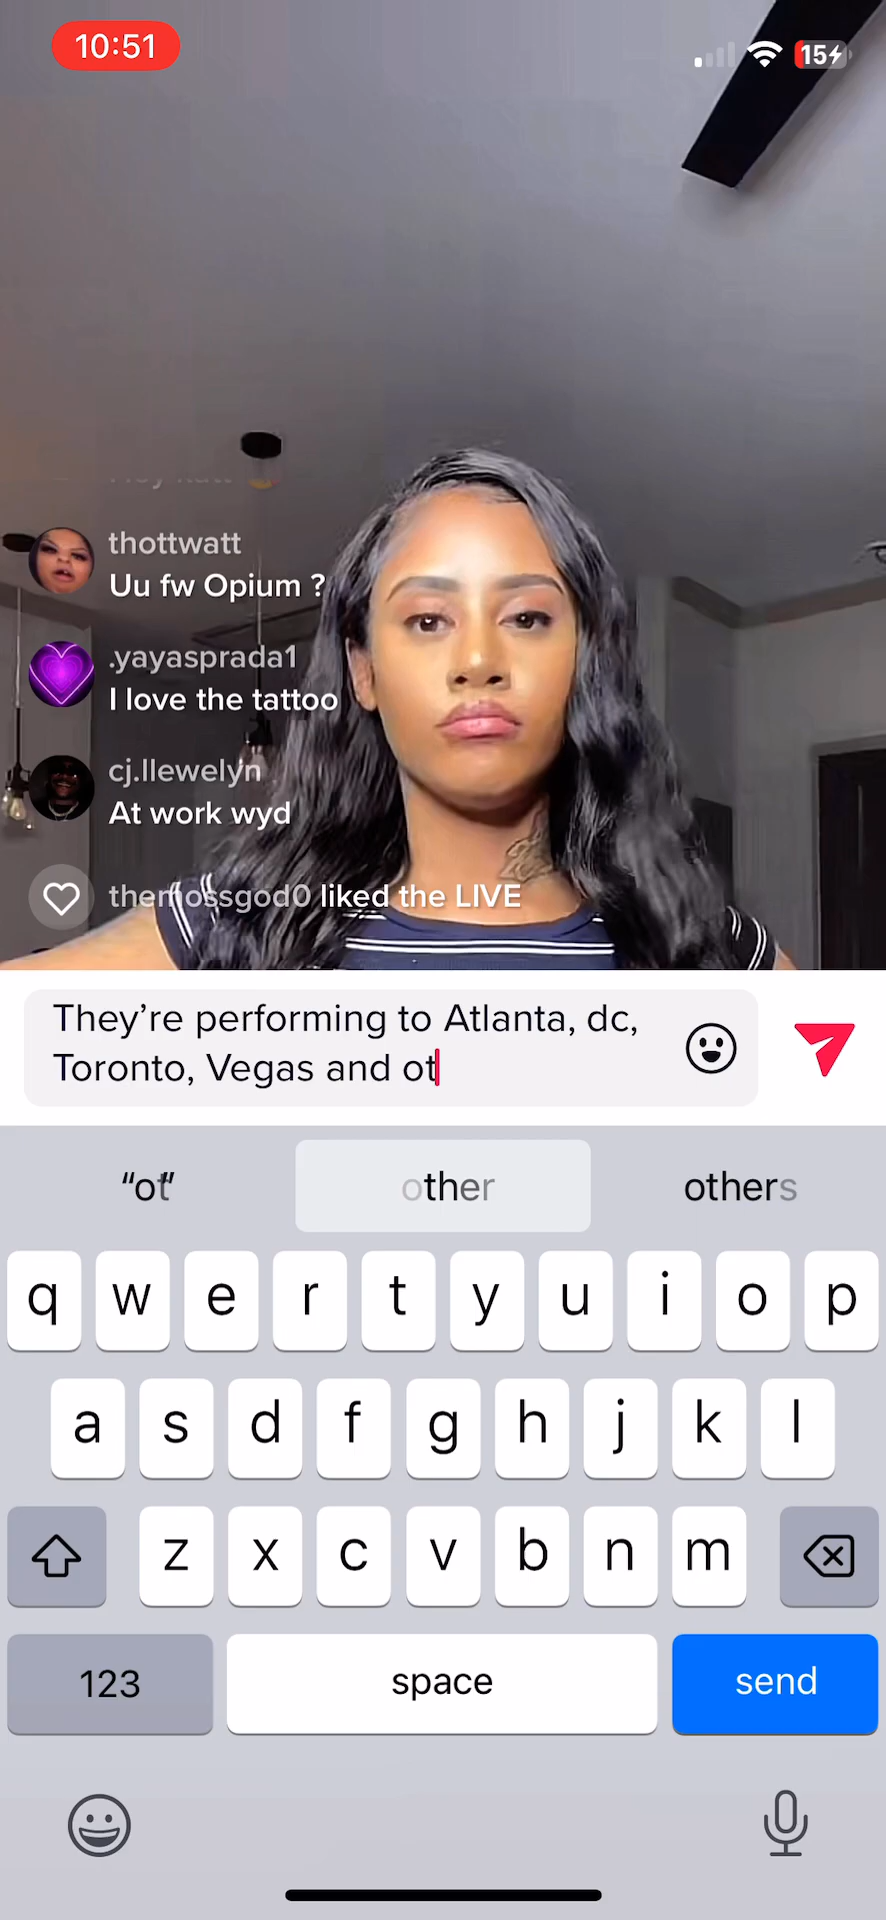 10:51
15
thottwatt
Uu fw Opium ?
.yayasprada1
I love the tattoo
cj.llewelyn
At work wyd
themossgod0 liked the LIVE
They’re performing to Atlanta, dc,
Toronto, Vegas and ot
“ot” other others
q w e r t y u i o p
a s d f g h j k l
z x c v b n m
123 space send